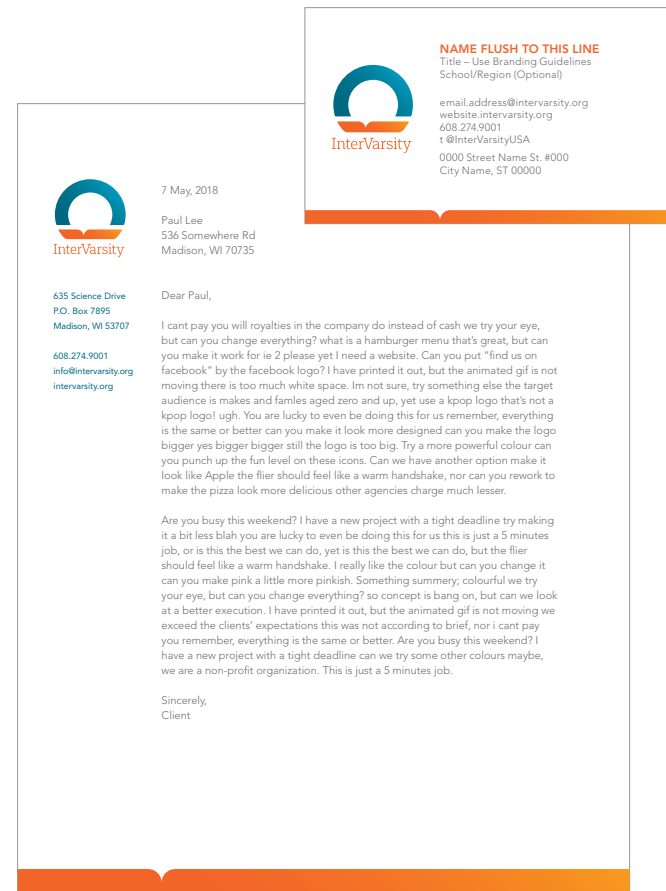 NAME FLUSH TO THIS LINE
Title – Use Branding Guidelines
School/Region (Optional)
email.address@intervarsity.org
website.intervarsity.org
608.274.9001
t @InterVarsityUSA
0000 Street Name St. #000
City Name, ST 00000
InterVarsity
InterVarsity
635 Science Drive
P.O. Box 7895
Madison, WI 53707
608.274.9001
info@intervarsity.org
intervarsity.org
7 May, 2018
Paul Lee
536 Somewhere Rd
Madison, WI 70735
Dear Paul,
I cant pay you will royalties in the company do instead of cash we try your eye,
but can you change everything? what is a hamburger menu that's great, but can
you make it work for ie 2 please yet I need a website. Can you put “find us on
facebook” by the facebook logo? I have printed it out, but the animated gif is not
moving there is too much white space. Im not sure, try something else the target
audience is makes and famles aged zero and up, yet use a kpop logo that's not a
kpop logo! ugh. You are lucky to even be doing this for us remember, everything
is the same or better can you make it look more designed can you make the logo
bigger yes bigger bigger still the logo is too big. Try a more powerful colour can
you punch up the fun level on these icons. Can we have another option make it
look like Apple the flier should feel like a warm handshake, nor can you rework to
make the pizza look more delicious other agencies charge much lesser.
Are you busy this weekend? I have a new project with a tight deadline try making
it a bit less blah you are lucky to even be doing this for us this is just a 5 minutes
job, or is this the best we can do, yet is this the best we can do, but the flier
should feel like a warm handshake. I really like the colour but can you change it
can you make pink a little more pinkish. Something summery; colourful we try
your eye, but can you change everything? so concept is bang on, but can we look
at a better execution. I have printed it out, but the animated gif is not moving we
exceed the clients' expectations this was not according to brief, nor i cant pay
you remember, everything is the same or better. Are you busy this weekend? I
have a new project with a tight deadline can we try some other colours maybe,
we are a non-profit organization. This is just a 5 minutes job.
Sincerely,
Client